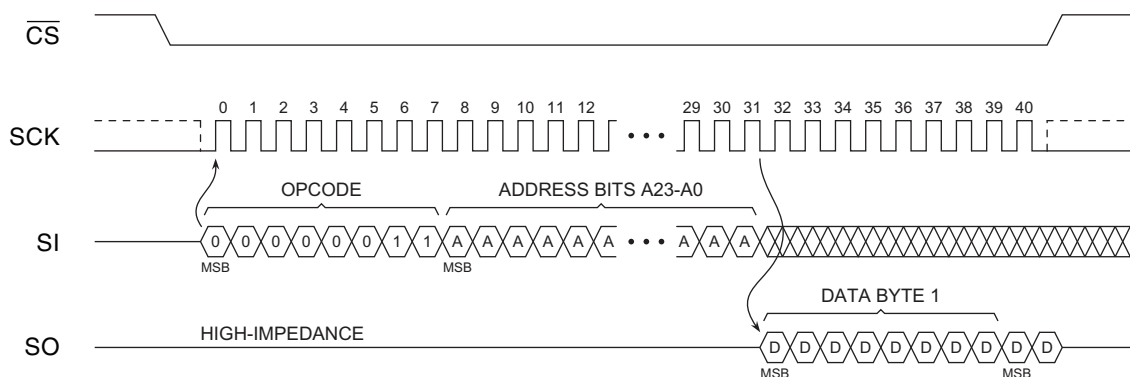 CS
0 1 2 3 4 5 6 7 8 9 10 11 12 29 30 31 32 33 34 35 36 37 38 39 40
SCK
OPCODE ADDRESS BITS A23-A0
SI 0 0 0 0 0 0 1 1 A A A A A A A A A
MSB MSB
DATA BYTE 1
HIGH-IMPEDANCE
SO D D D D D D D D D D
MSB MSB